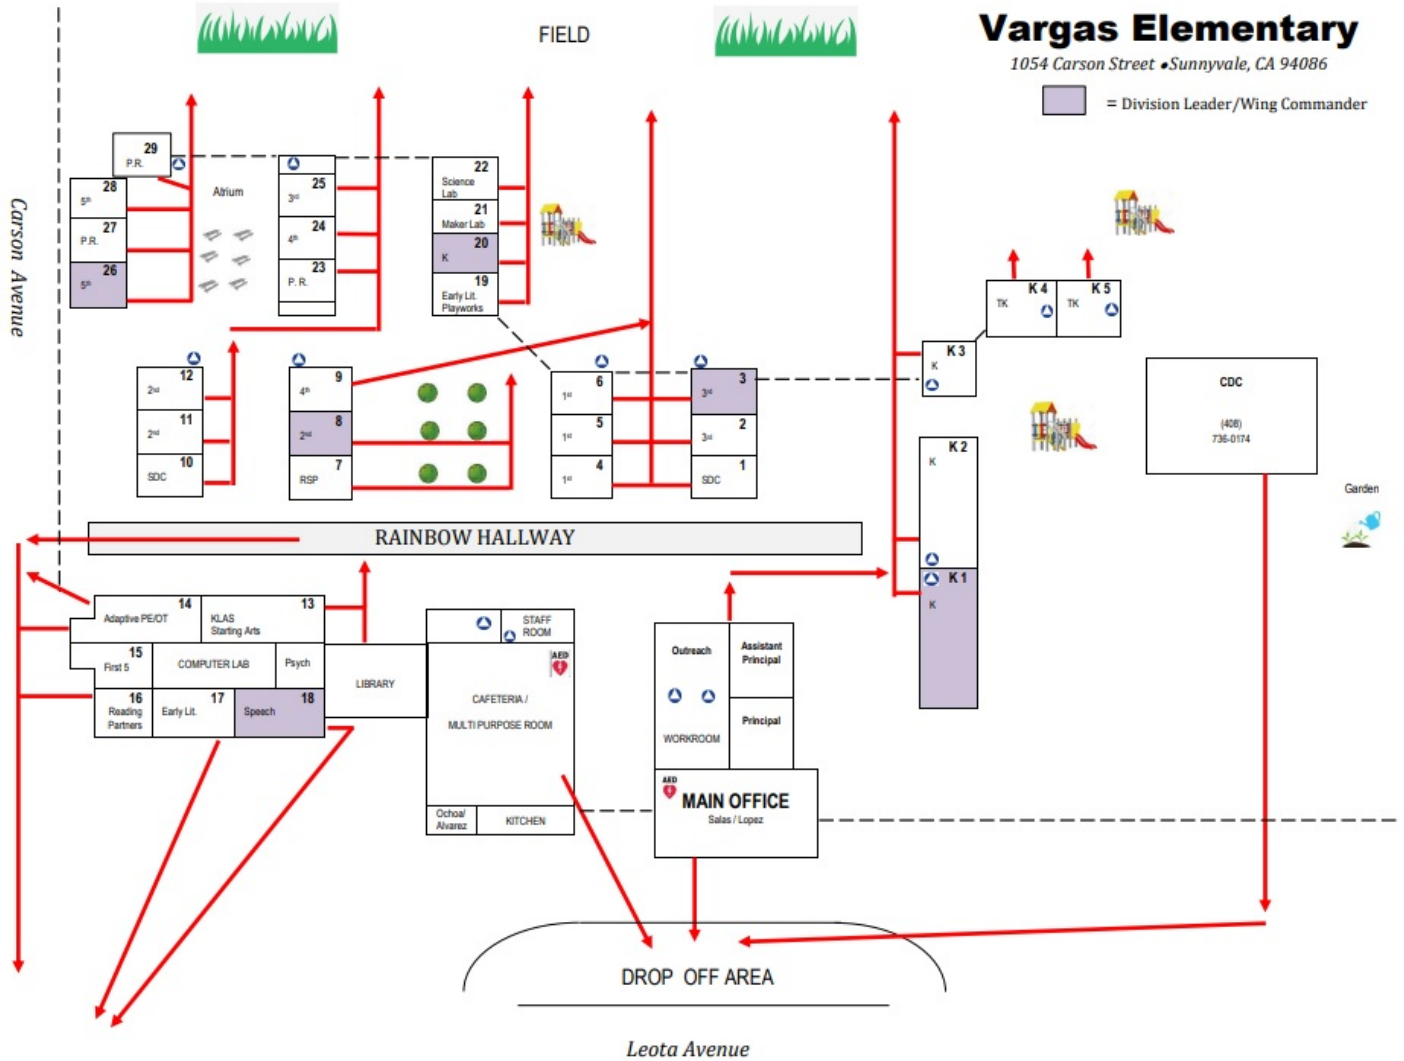 FIELD
Vargas Elementary
1054 Carson Street •Sunnyvale, CA 94086
= Division Leader/Wing Commander
Carson Avenue
29
P.R.
28
5th
27
P.R.
26
5th
Atrium
25
3rd
24
4th
23
P. R.
22
Science
Lab
21
Maker Lab
20
K
19
Early Lit.
Playworks
K 4
TK
K 5
TK
K 3
K
CDC
(408)
736-0174
Garden
12
2nd
11
2nd
10
SDC
9
4th
8
2nd
7
RSP
6
1st
5
1st
4
1st
3
3rd
2
3rd
1
SDC
K 2
K
K 1
K
RAINBOW HALLWAY
14
Adaptive PE/OT
13
KLAS
Starting Arts
15
First 5
COMPUTER LAB
Psych
16
Reading
Partners
17
Early Lit.
18
Speech
LIBRARY
STAFF
ROOM
AED
CAFETERIA /
MULTI PURPOSE ROOM
Ochoa/
Alvarez
KITCHEN
Outreach
Assistant
Principal
Principal
WORKROOM
AED
MAIN OFFICE
Salas / Lopez
DROP OFF AREA
Leota Avenue